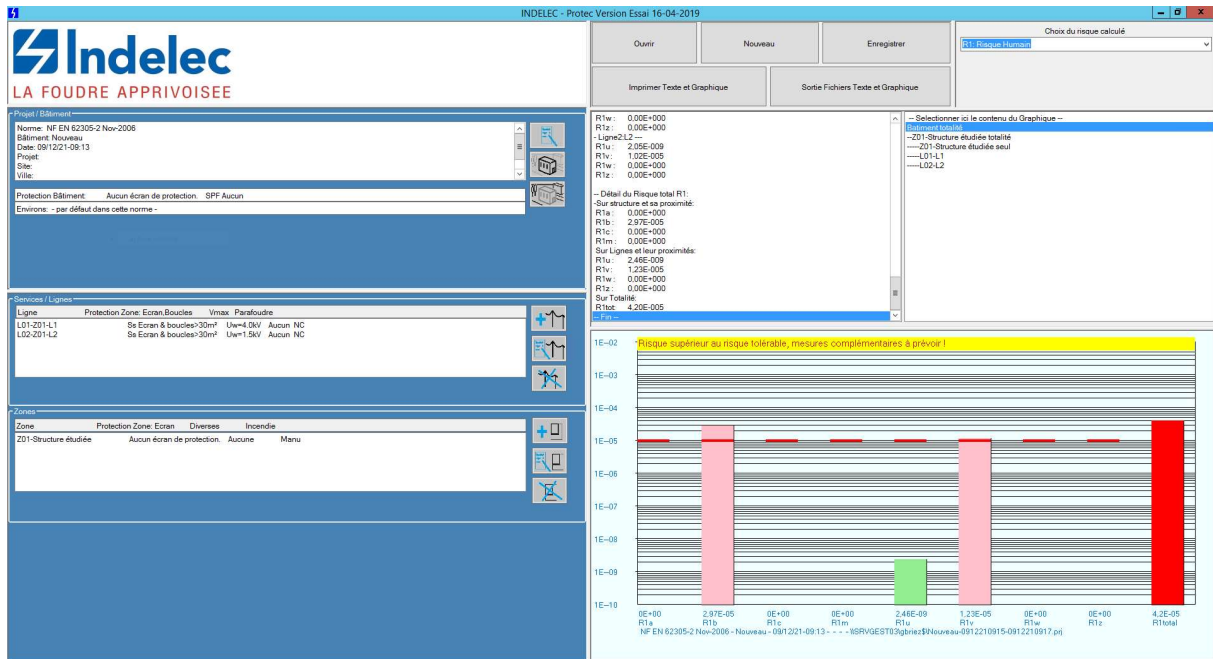 INDELEC - Protec Version Essai 16-04-2019
Indelec
LA FOUDRE APPRIVOISEE
Ouvrir
Nouveau
Enregistrer
Imprimer Texte et Graphique
Sortie Fichiers Texte et Graphique
Choix du risque calculé
R1: Risque Humain
Projet / Bâtiment
Norme: NF EN 62305-2 Nov-2006
Bâtiment: Nouveau
Date: 09/12/21-09:13
Projet:
Site:
Ville:
Protection Bâtiment: Aucun écran de protection. SPF Aucun
Environs: - par défaut dans cette norme -
Services / Lignes
Ligne Protection Zone: Ecran,Boucles Vmax Parafoudre
L01-Z01-L1 Ss Ecran & boucles>30m² Uw=4.0kV Aucun NC
L02-Z01-L2 Ss Ecran & boucles>30m² Uw=1.5kV Aucun NC
Zones
Zone Protection Zone: Ecran Diverses Incendie
Z01-Structure étudiée Aucun écran de protection. Aucune Manu
R1w : 0,00E+000
R1z : 0,00E+000
- Ligne2:L2 ---
R1u : 2,05E-009
R1v: 1,02E-005
R1w : 0,00E+000
R1z : 0,00E+000
-- Détail du Risque total R1:
-Sur structure et sa proximité:
R1a : 0,00E+000
R1b : 2,97E-005
R1c : 0,00E+000
R1m : 0,00E+000
Sur Lignes et leur proximités:
R1u : 2,46E-009
R1v: 1,23E-005
R1w : 0,00E+000
R1z : 0,00E+000
Sur Totalité:
R1tot: 4,20E-005
-- Fin --
-- Selectionner ici le contenu du Graphique --
Batiment totalité
--Z01-Structure étudiée totalité
-----Z01-Structure étudiée seul
-----L01-L1
-----L02-L2
Risque supérieur au risque tolérable, mesures complémentaires à prévoir !
1E-02
1E-03
1E-04
1E-05
1E-06
1E-07
1E-08
1E-09
1E-10
0E+00 2,97E-05 0E+00 0E+00 2,46E-09 1,23E-05 0E+00 0E+00 4,2E-05
R1a R1b R1c R1m R1u R1v R1w R1z R1total
NF EN 62305-2 Nov-2006 - Nouveau - 09/12/21-09:13 - - - - \\SRVGEST03\gbriez$\Nouveau-0912210915-0912210917.prj